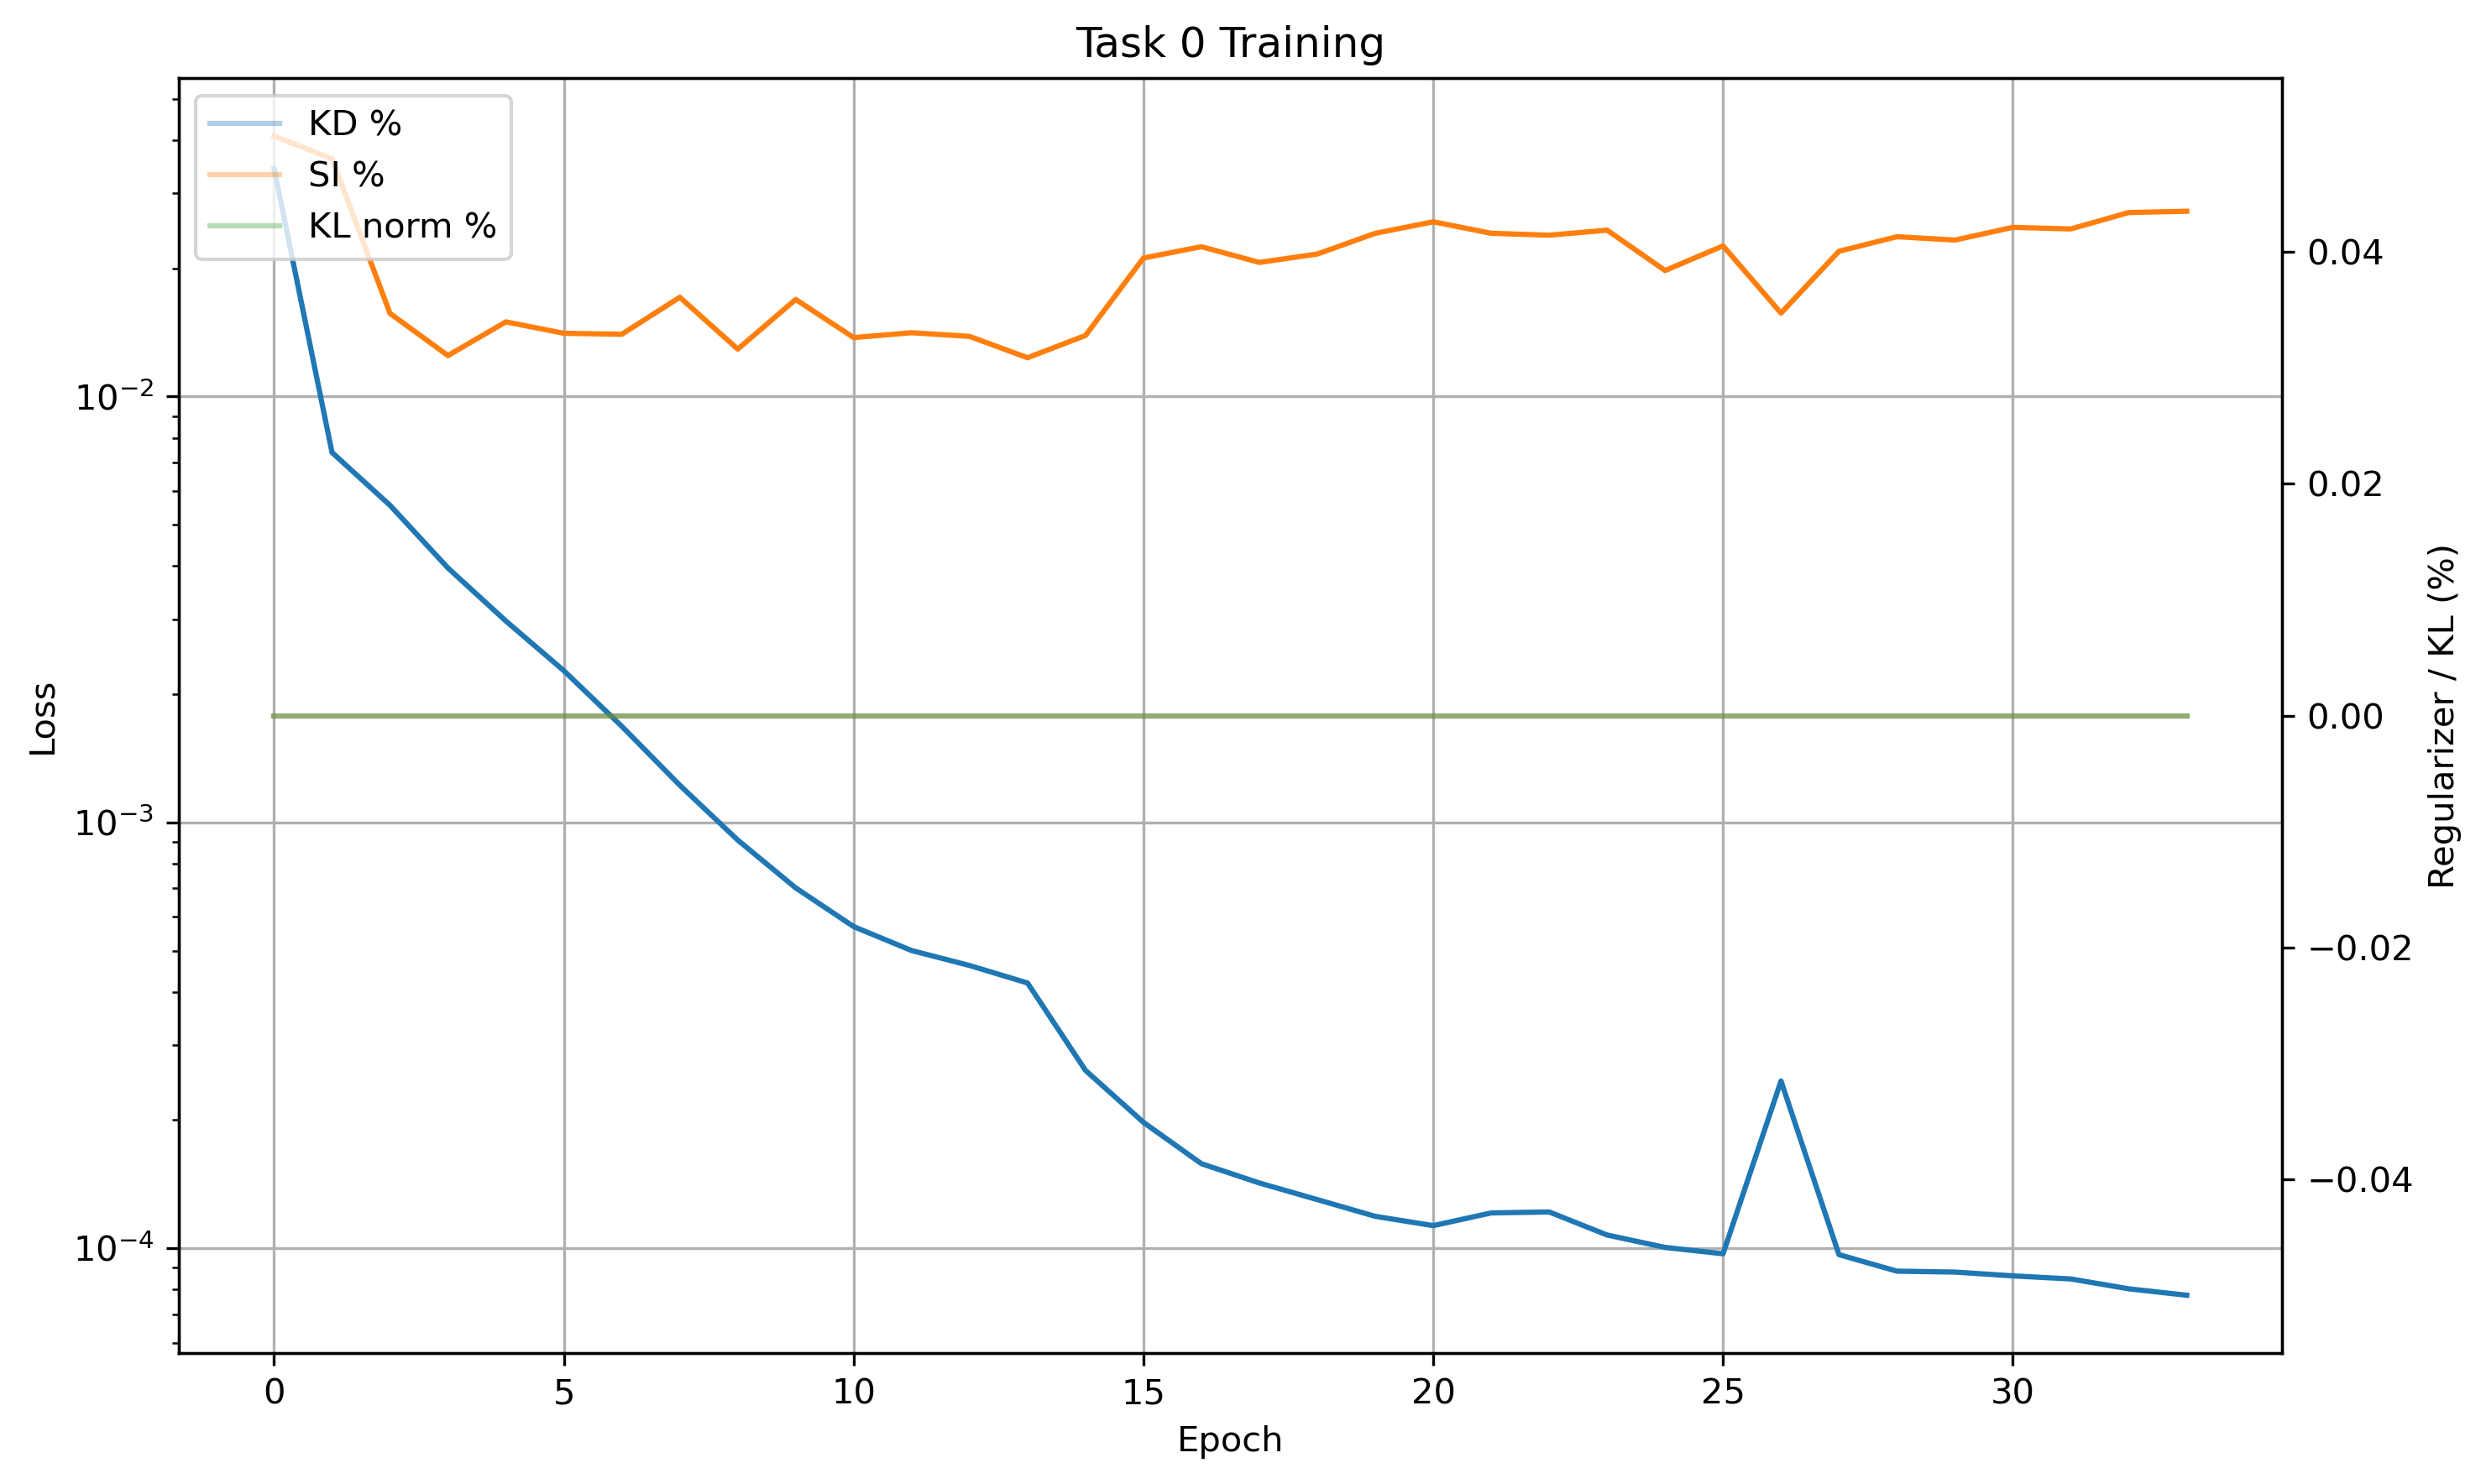 Task 0 Training
KD %
SI %
KL norm %
10⁻²
10⁻³
10⁻⁴
Loss
0.04
0.02
0.00
−0.02
−0.04
Regularizer / KL (%)
0 5 10 15 20 25 30
Epoch